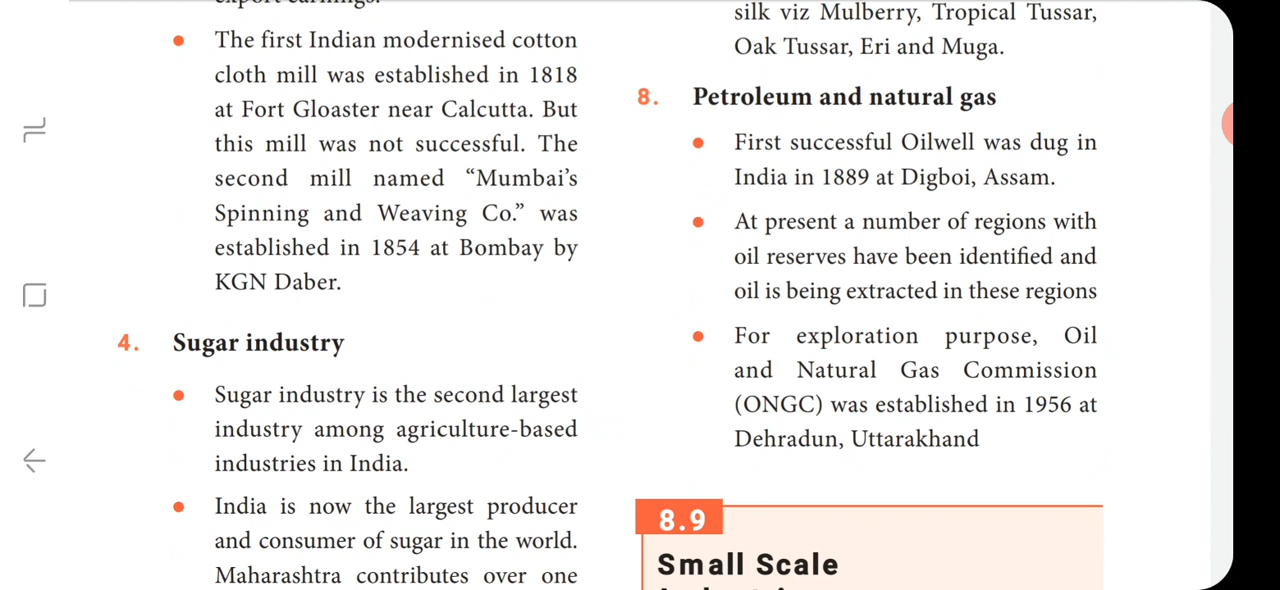 export earnings.
● The first Indian modernised cotton
cloth mill was established in 1818
at Fort Gloaster near Calcutta. But
this mill was not successful. The
second mill named “Mumbai’s
Spinning and Weaving Co.” was
established in 1854 at Bombay by
KGN Daber.
4. Sugar industry
● Sugar industry is the second largest
industry among agriculture-based
industries in India.
● India is now the largest producer
and consumer of sugar in the world.
Maharashtra contributes over one
silk viz Mulberry, Tropical Tussar,
Oak Tussar, Eri and Muga.
8. Petroleum and natural gas
● First successful Oilwell was dug in
India in 1889 at Digboi, Assam.
● At present a number of regions with
oil reserves have been identified and
oil is being extracted in these regions
● For exploration purpose, Oil
and Natural Gas Commission
(ONGC) was established in 1956 at
Dehradun, Uttarakhand
8.9
Small Scale